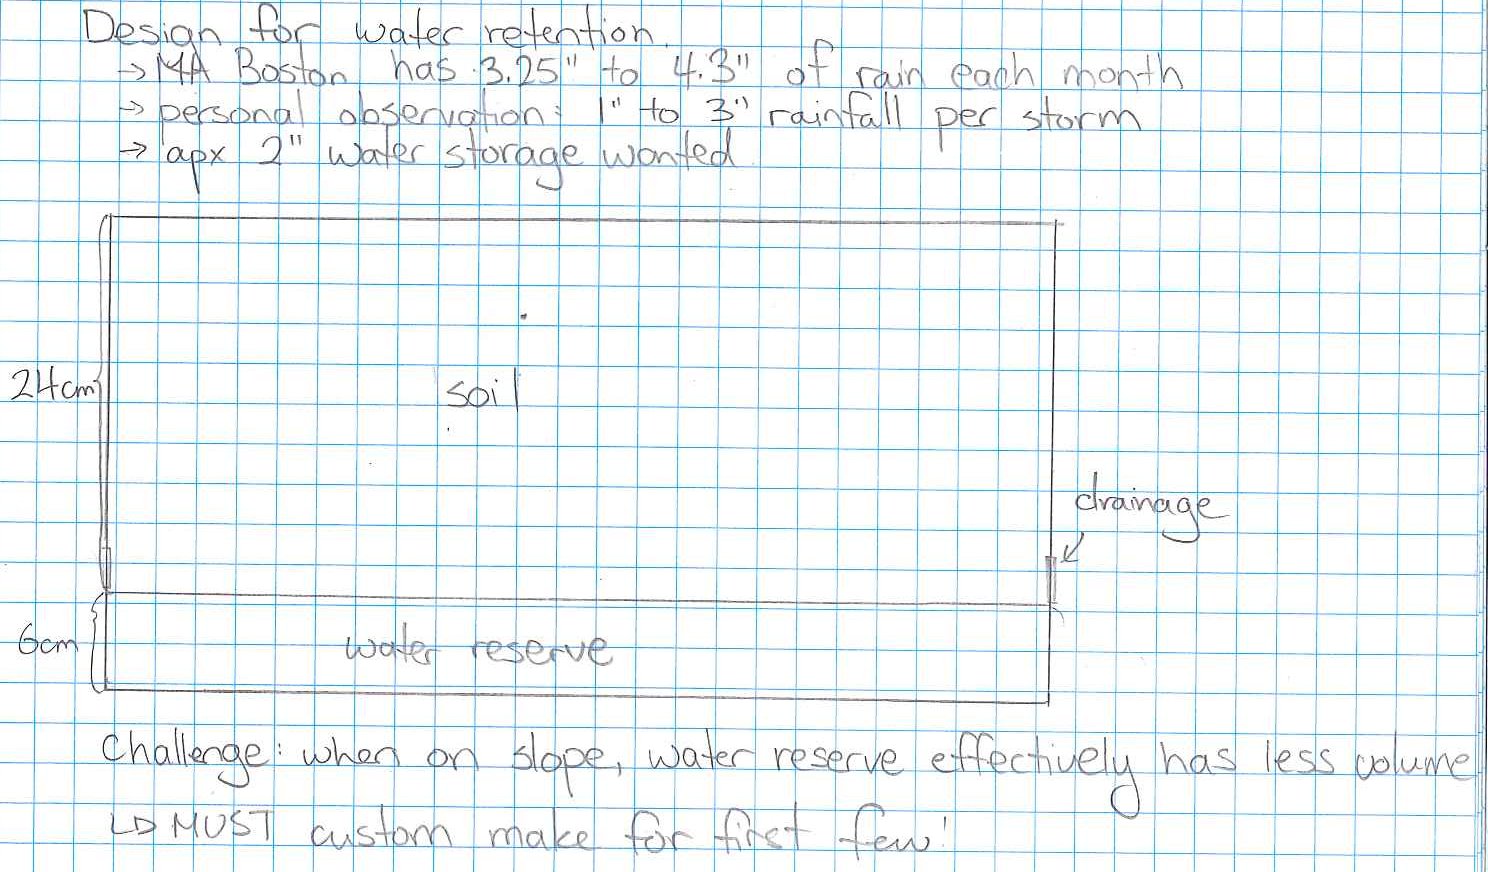 Design for water retention.
→ MA Boston has 3.25" to 4.3" of rain each month
→ personal observation: 1" to 3" rainfall per storm
→ apx 2" water storage wanted
24cm
soil
drainage
6cm
water reserve
Challenge: when on slope, water reserve effectively has less volume
↳ MUST custom make for first few!